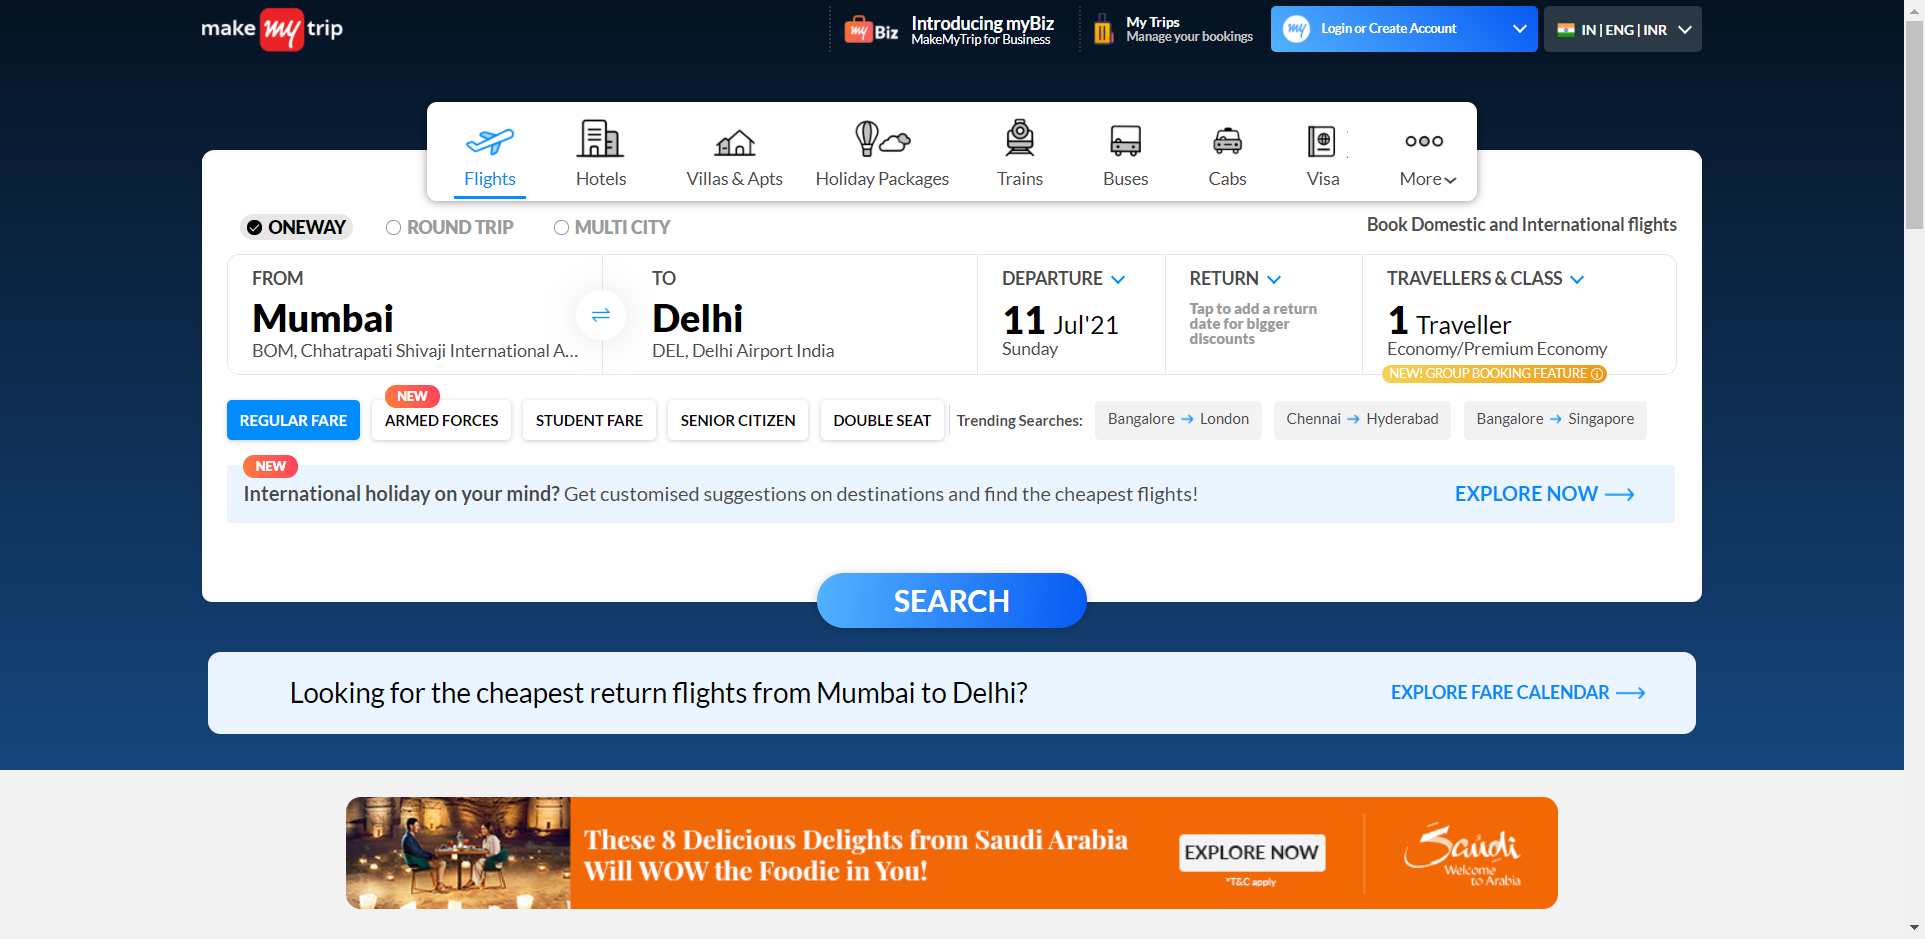 make my trip
my Biz
Introducing myBiz
MakeMyTrip for Business
My Trips
Manage your bookings
my
Login or Create Account
IN | ENG | INR
Flights
Hotels
Villas & Apts
Holiday Packages
Trains
Buses
Cabs
Visa
More
ONEWAY
ROUND TRIP
MULTI CITY
Book Domestic and International flights
FROM
Mumbai
BOM, Chhatrapati Shivaji International A...
TO
Delhi
DEL, Delhi Airport India
DEPARTURE
11 Jul'21
Sunday
RETURN
Tap to add a return
date for bigger
discounts
TRAVELLERS & CLASS
1 Traveller
Economy/Premium Economy
NEW! GROUP BOOKING FEATURE
REGULAR FARE
NEW
ARMED FORCES
STUDENT FARE
SENIOR CITIZEN
DOUBLE SEAT
Trending Searches:
Bangalore → London
Chennai → Hyderabad
Bangalore → Singapore
NEW
International holiday on your mind? Get customised suggestions on destinations and find the cheapest flights!
EXPLORE NOW
SEARCH
Looking for the cheapest return flights from Mumbai to Delhi?
EXPLORE FARE CALENDAR
These 8 Delicious Delights from Saudi Arabia
Will WOW the Foodie in You!
EXPLORE NOW
*T&C apply
Saudi
Welcome
to Arabia